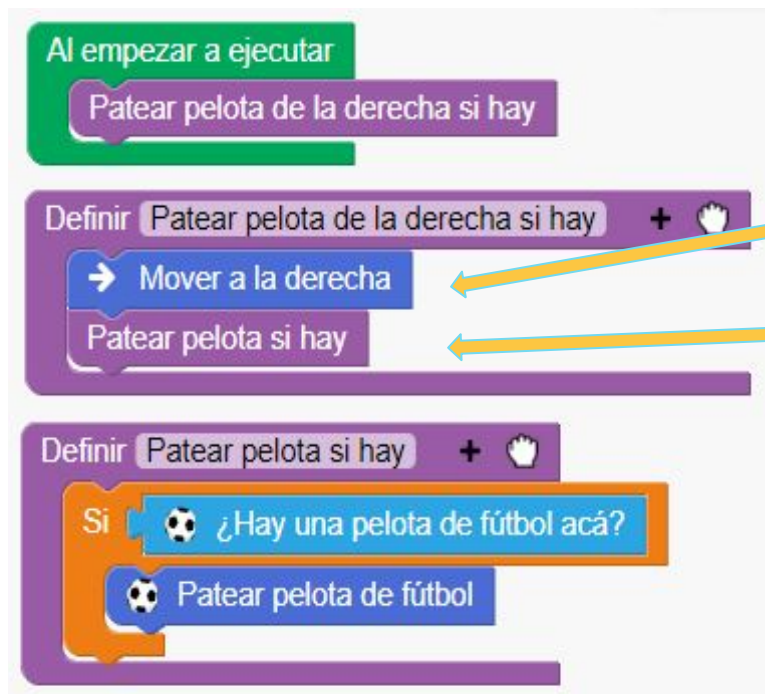 Al empezar a ejecutar
Patear pelota de la derecha si hay
Definir Patear pelota de la derecha si hay +
Mover a la derecha
Patear pelota si hay
Definir Patear pelota si hay +
Si ¿Hay una pelota de fútbol acá?
Patear pelota de fútbol